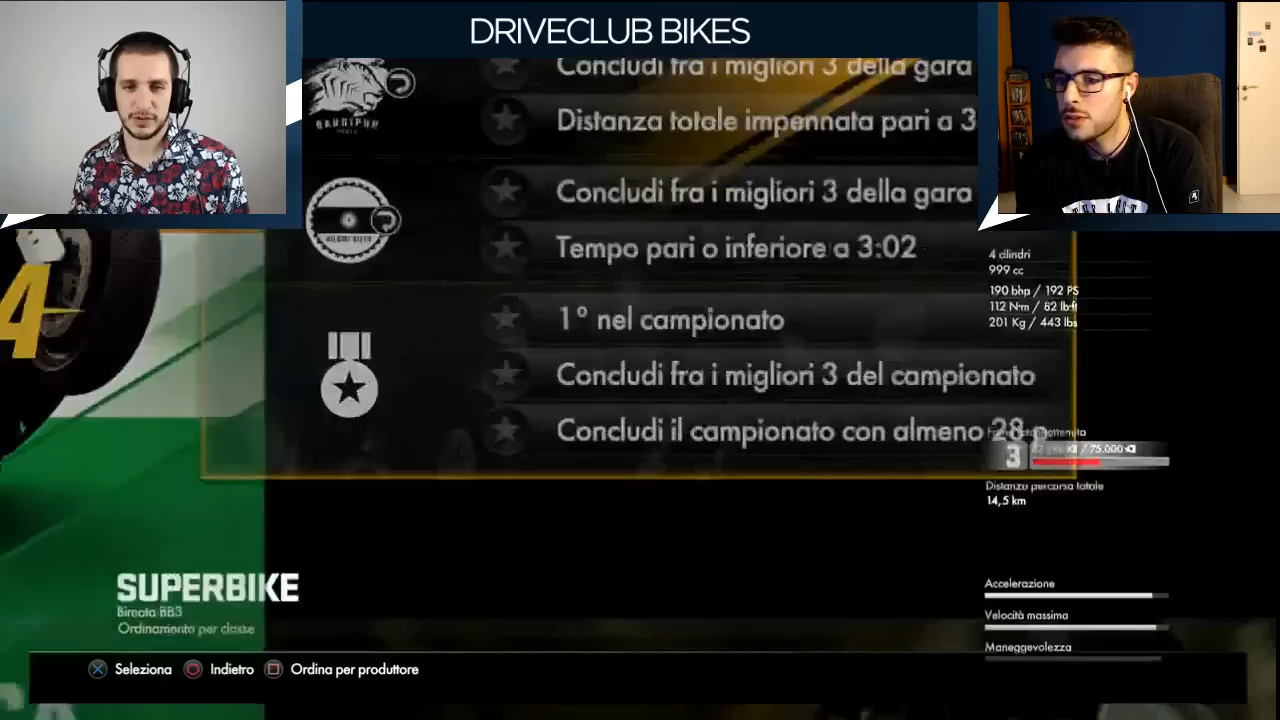 DRIVECLUB BIKES
Concludi fra i migliori 3 della gara
Distanza totale impennata pari a 3
Concludi fra i migliori 3 della gara
Tempo pari o inferiore a 3:02
1° nel campionato
Concludi fra i migliori 3 del campionato
Concludi il campionato con almeno 28 p
4
4 cilindri
999 cc
190 bhp / 192 PS
112 N·m / 82 lb·ft
201 Kg / 443 lbs
3
/ 75.000
Distanza percorsa totale
14,5 km
SUPERBIKE
Bimota BB3
Ordinamento per classe
Accelerazione
Velocità massima
Maneggevolezza
Seleziona
Indietro
Ordina per produttore